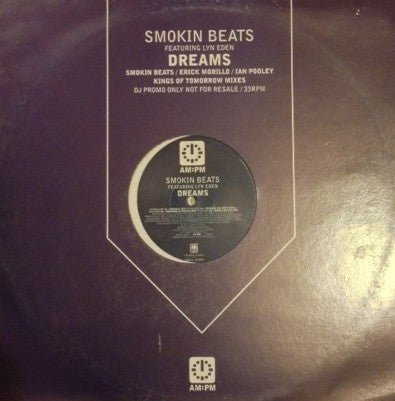 SMOKIN BEATS
FEATURING LYN EDEN
DREAMS
SMOKIN BEATS / ERICK MORILLO / IAN POOLEY
KINGS OF TOMORROW MIXES
DJ PROMO ONLY NOT FOR RESALE / 33RPM
AM:PM
SMOKIN BEATS
FEATURING LYN EDEN
DREAMS
AM:PM